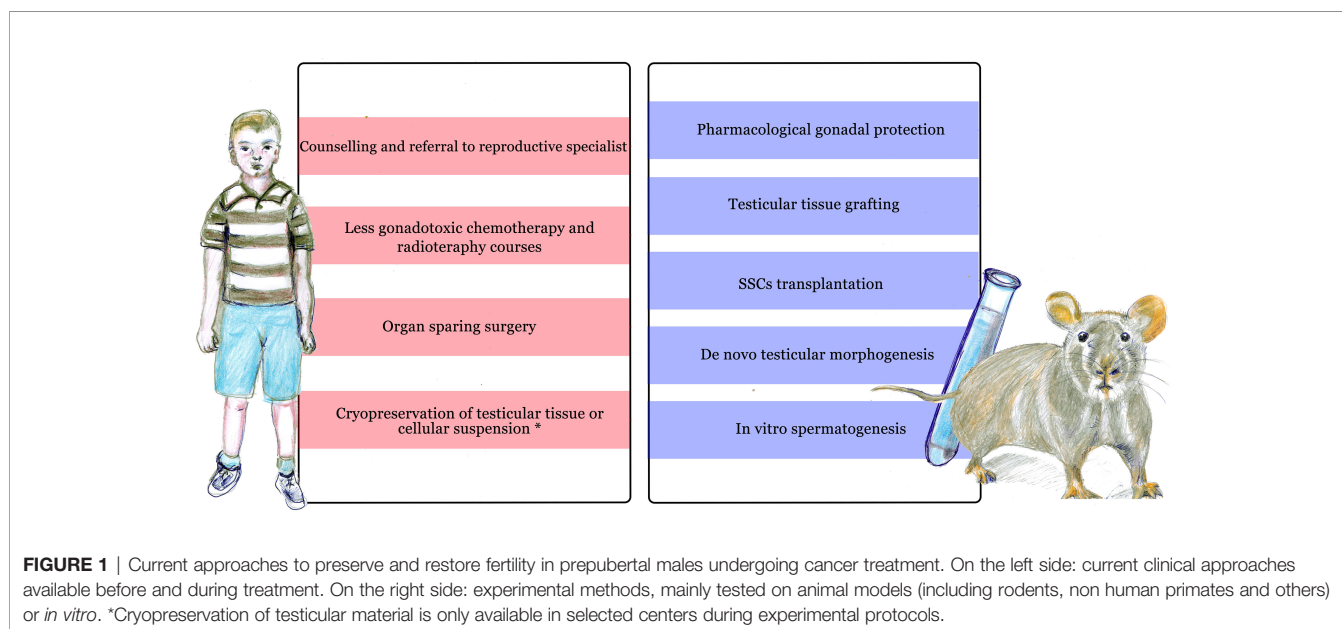 Counselling and referral to reproductive specialist
Less gonadotoxic chemotherapy and
radioteraphy courses
Organ sparing surgery
Cryopreservation of testicular tissue or
cellular suspension *
Pharmacological gonadal protection
Testicular tissue grafting
SSCs transplantation
De novo testicular morphogenesis
In vitro spermatogenesis
FIGURE 1 | Current approaches to preserve and restore fertility in prepubertal males undergoing cancer treatment. On the left side: current clinical approaches
available before and during treatment. On the right side: experimental methods, mainly tested on animal models (including rodents, non human primates and others)
or in vitro. *Cryopreservation of testicular material is only available in selected centers during experimental protocols.